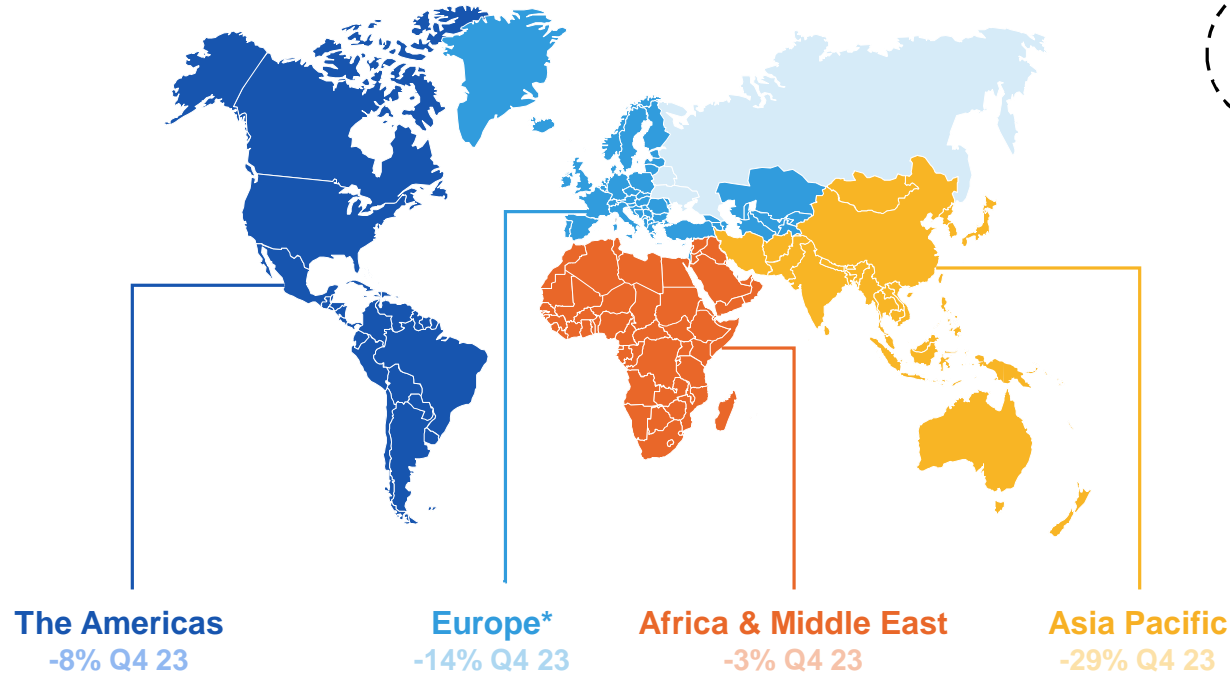 The Americas
-8% Q4 23
Europe*
-14% Q4 23
Africa & Middle East
-3% Q4 23
Asia Pacific
-29% Q4 23